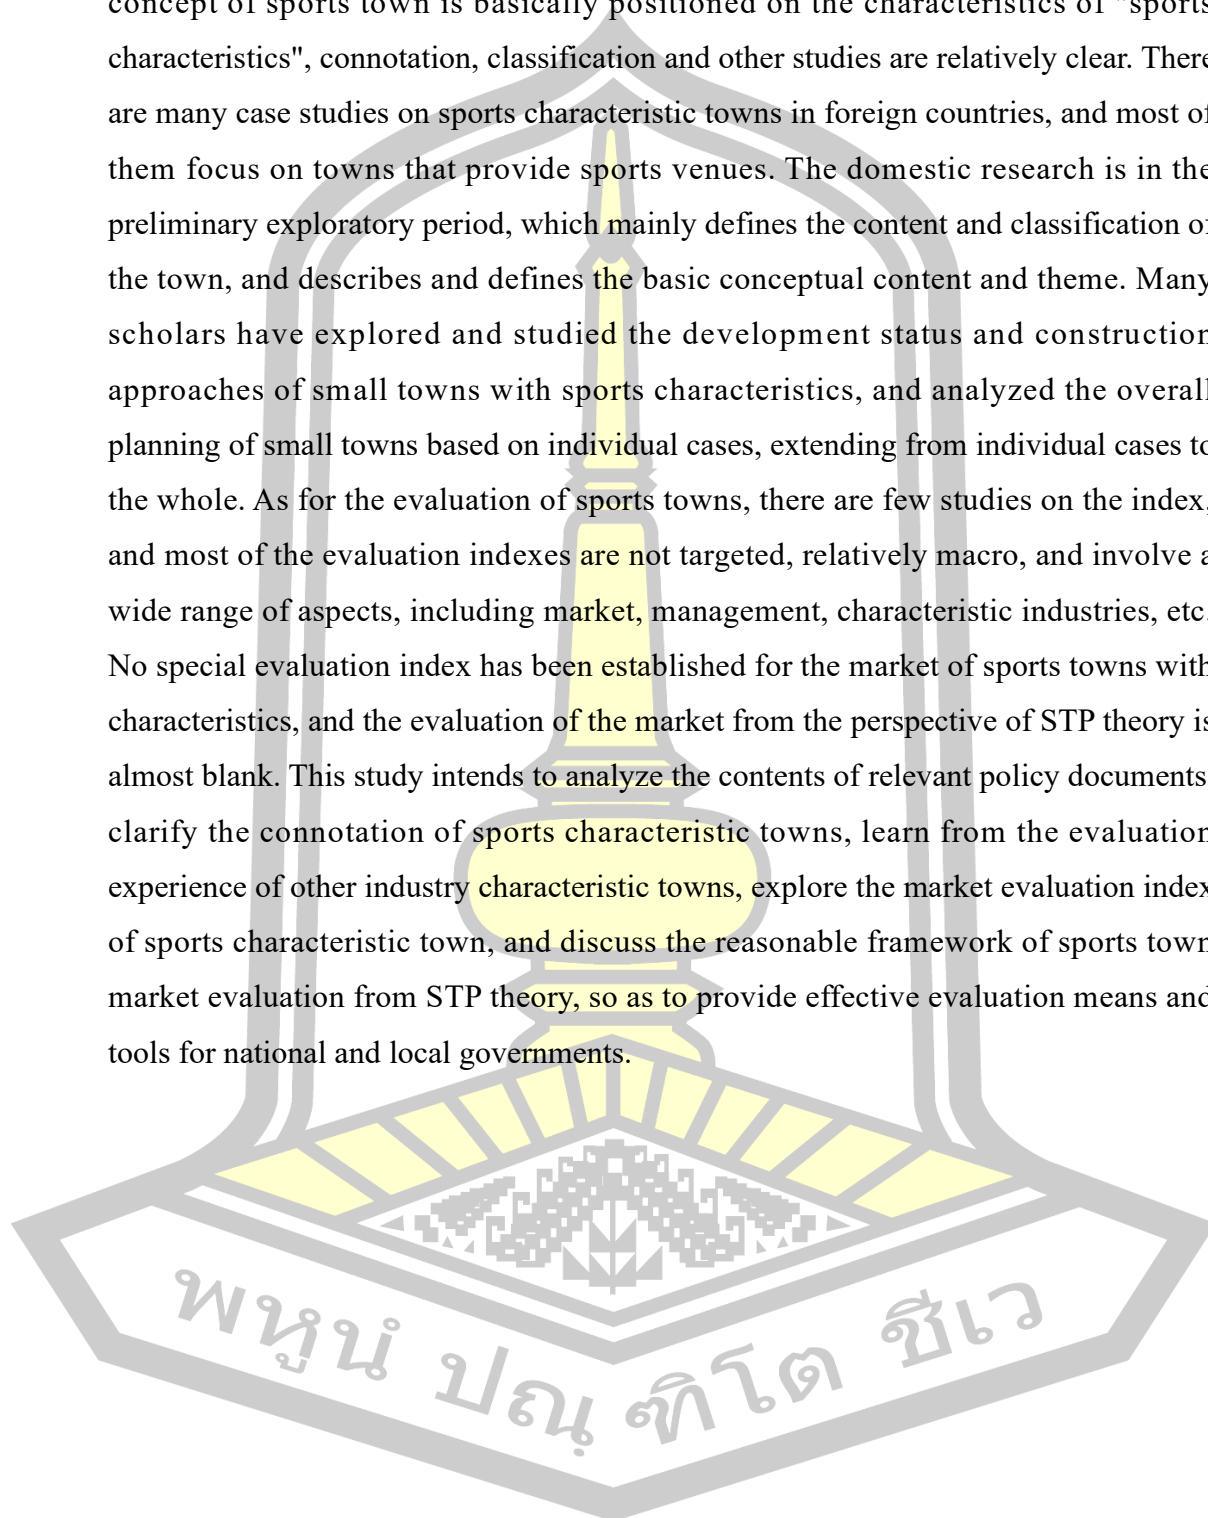 concept of sports town is basically positioned on the characteristics of "sports
characteristics", connotation, classification and other studies are relatively clear. There
are many case studies on sports characteristic towns in foreign countries, and most of
them focus on towns that provide sports venues. The domestic research is in the
preliminary exploratory period, which mainly defines the content and classification of
the town, and describes and defines the basic conceptual content and theme. Many
scholars have explored and studied the development status and construction
approaches of small towns with sports characteristics, and analyzed the overall
planning of small towns based on individual cases, extending from individual cases to
the whole. As for the evaluation of sports towns, there are few studies on the index,
and most of the evaluation indexes are not targeted, relatively macro, and involve a
wide range of aspects, including market, management, characteristic industries, etc.
No special evaluation index has been established for the market of sports towns with
characteristics, and the evaluation of the market from the perspective of STP theory is
almost blank. This study intends to analyze the contents of relevant policy documents
clarify the connotation of sports characteristic towns, learn from the evaluation
experience of other industry characteristic towns, explore the market evaluation index
of sports characteristic town, and discuss the reasonable framework of sports town
market evaluation from STP theory, so as to provide effective evaluation means and
tools for national and local governments.
พหูนํ ปณฺฑิโต ชีเว